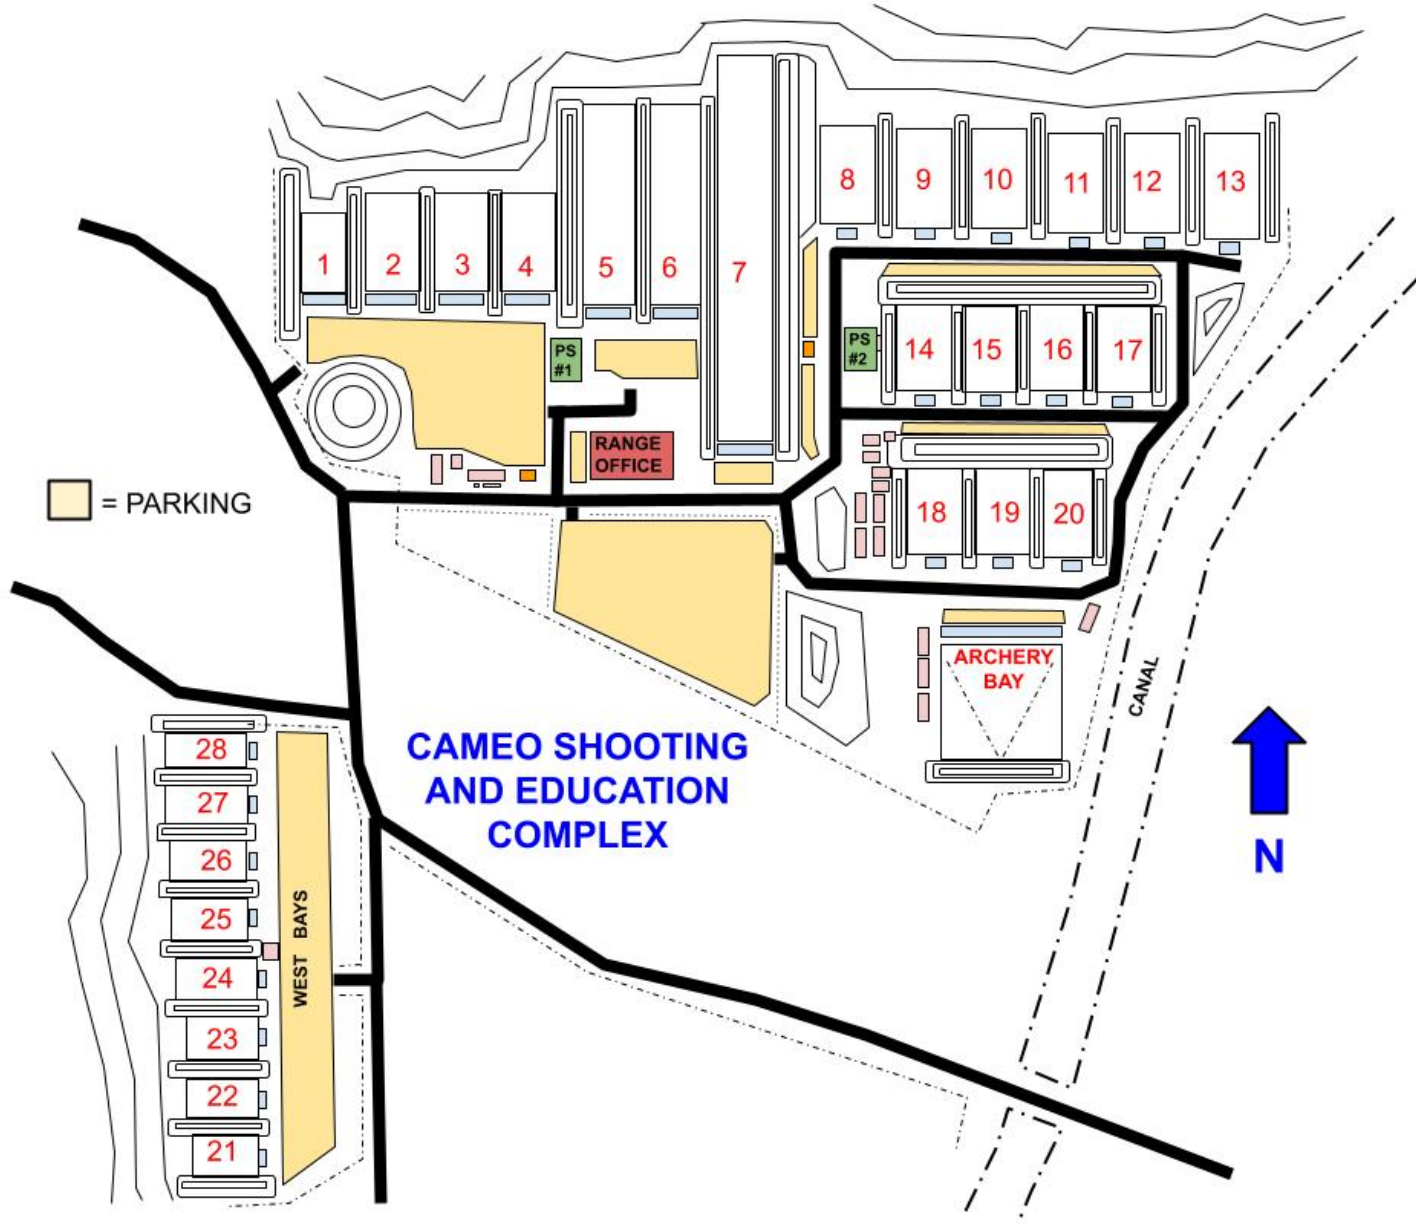 8
9
10
11
12
13
1
2
3
4
5
6
7
PS
#1
PS
#2
14
15
16
17
RANGE
OFFICE
= PARKING
18
19
20
ARCHERY
BAY
CANAL
CAMEO SHOOTING
AND EDUCATION
COMPLEX
N
28
27
26
25
24
23
22
21
WEST BAYS